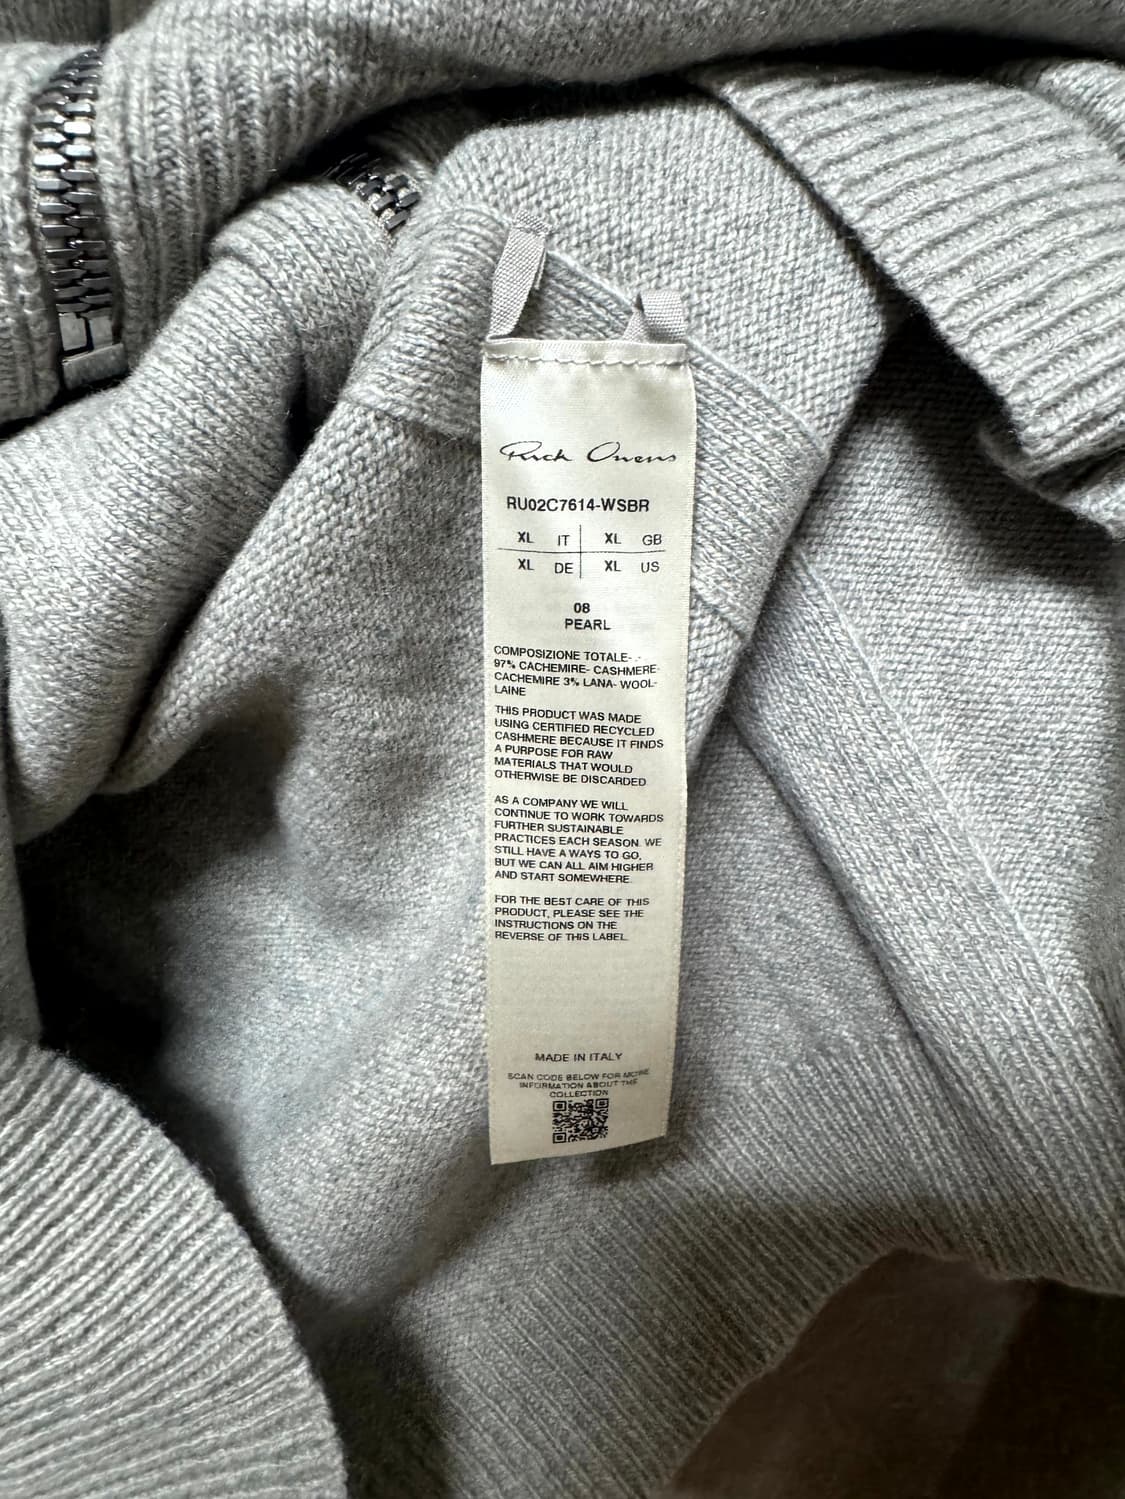 Rick Owens
RU02C7614-WSBR
XL IT XL GB
XL DE XL US
08
PEARL
COMPOSIZIONE TOTALE- -
97% CACHEMIRE- CASHMERE-
CACHEMIRE 3% LANA- WOOL-
LAINE
THIS PRODUCT WAS MADE
USING CERTIFIED RECYCLED
CASHMERE BECAUSE IT FINDS
A PURPOSE FOR RAW
MATERIALS THAT WOULD
OTHERWISE BE DISCARDED
AS A COMPANY WE WILL
CONTINUE TO WORK TOWARDS
FURTHER SUSTAINABLE
PRACTICES EACH SEASON. WE
STILL HAVE A WAYS TO GO,
BUT WE CAN ALL AIM HIGHER
AND START SOMEWHERE.
FOR THE BEST CARE OF THIS
PRODUCT, PLEASE SEE THE
INSTRUCTIONS ON THE
REVERSE OF THIS LABEL.
MADE IN ITALY
SCAN CODE BELOW FOR MORE
INFORMATION ABOUT THE
COLLECTION